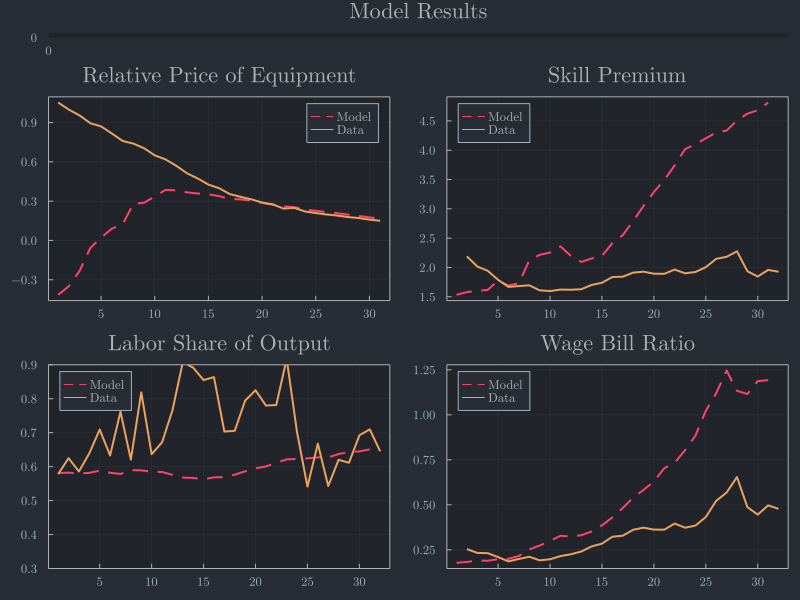 Model Results
0
0
Relative Price of Equipment
0.9
0.6
0.3
0.0
−0.3
5 10 15 20 25 30
Model
Data
Skill Premium
4.5
4.0
3.5
3.0
2.5
2.0
1.5
5 10 15 20 25 30
Model
Data
Labor Share of Output
0.9
0.8
0.7
0.6
0.5
0.4
0.3
5 10 15 20 25 30
Model
Data
Wage Bill Ratio
1.25
1.00
0.75
0.50
0.25
5 10 15 20 25 30
Model
Data